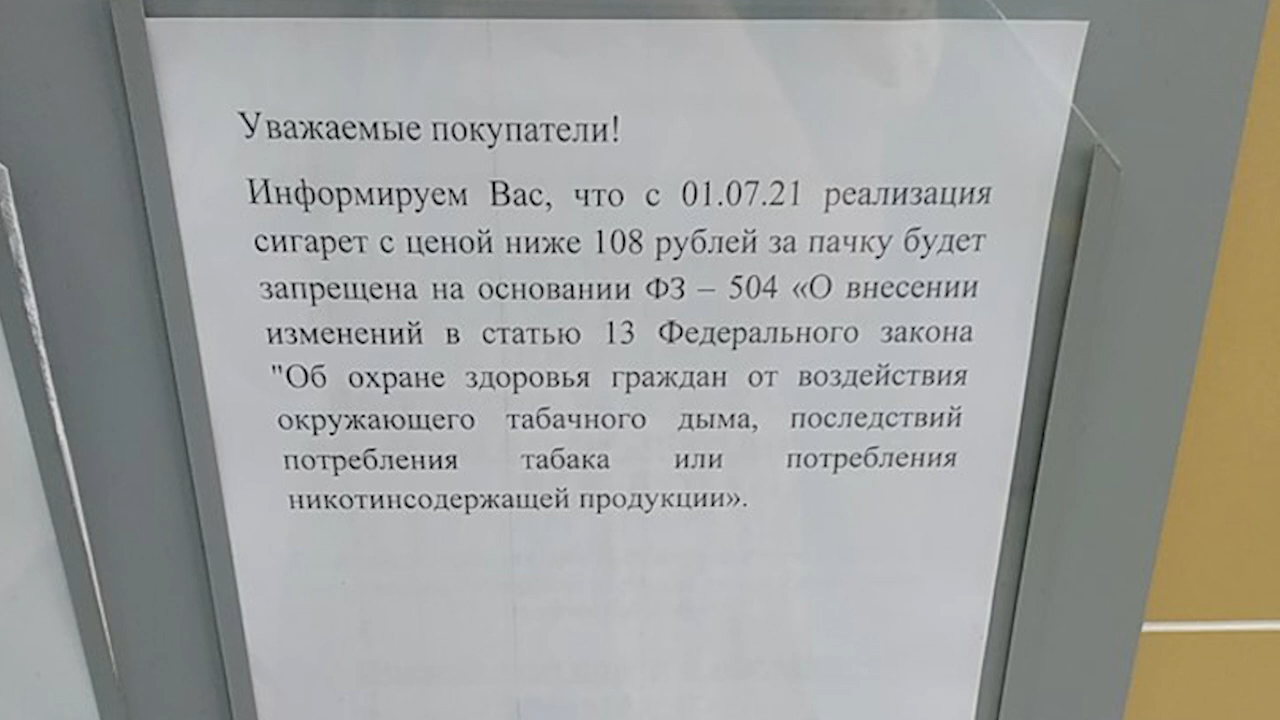 Уважаемые покупатели!
Информируем Вас, что с 01.07.21 реализация
сигарет с ценой ниже 108 рублей за пачку будет
запрещена на основании ФЗ – 504 «О внесении
изменений в статью 13 Федерального закона
"Об охране здоровья граждан от воздействия
окружающего табачного дыма, последствий
потребления табака или потребления
никотинсодержащей продукции».